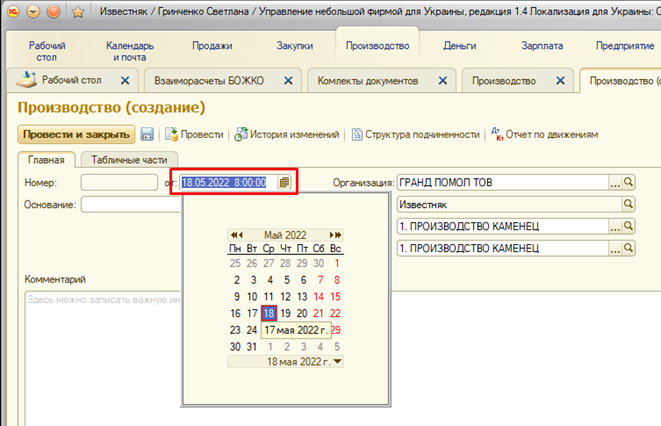 Известняк / Гринченко Светлана / Управление небольшой фирмой для Украины, редакция 1.4 Локализация для Украины:
Рабочий стол
Календарь и почта
Продажи
Закупки
Производство
Деньги
Зарплата
Предприятие
Рабочий стол
Взаиморасчеты БОЖКО
Комлекты документов
Производство
Производство
Производство (создание)
Провести и закрыть
Провести
История изменений
Структура подчиненности
Дт Кт Отчет по движениям
Главная
Табличные части
Номер:
от: 18.05.2022 8:00:00
Организация: ГРАНД ПОМОЛ ТОВ
Основание:
Известняк
1. ПРОИЗВОДСТВО КАМЕНЕЦ
1. ПРОИЗВОДСТВО КАМЕНЕЦ
Май 2022
Пн Вт Ср Чт Пт Сб Вс
25 26 27 28 29 30 1
2 3 4 5 6 7 8
9 10 11 12 13 14 15
16 17 18 19 20 21 22
23 24 17 мая 2022 г. 29
30 31 1 2 3 4 5
18 мая 2022 г.
Комментарий
Здесь можно записать важную ин